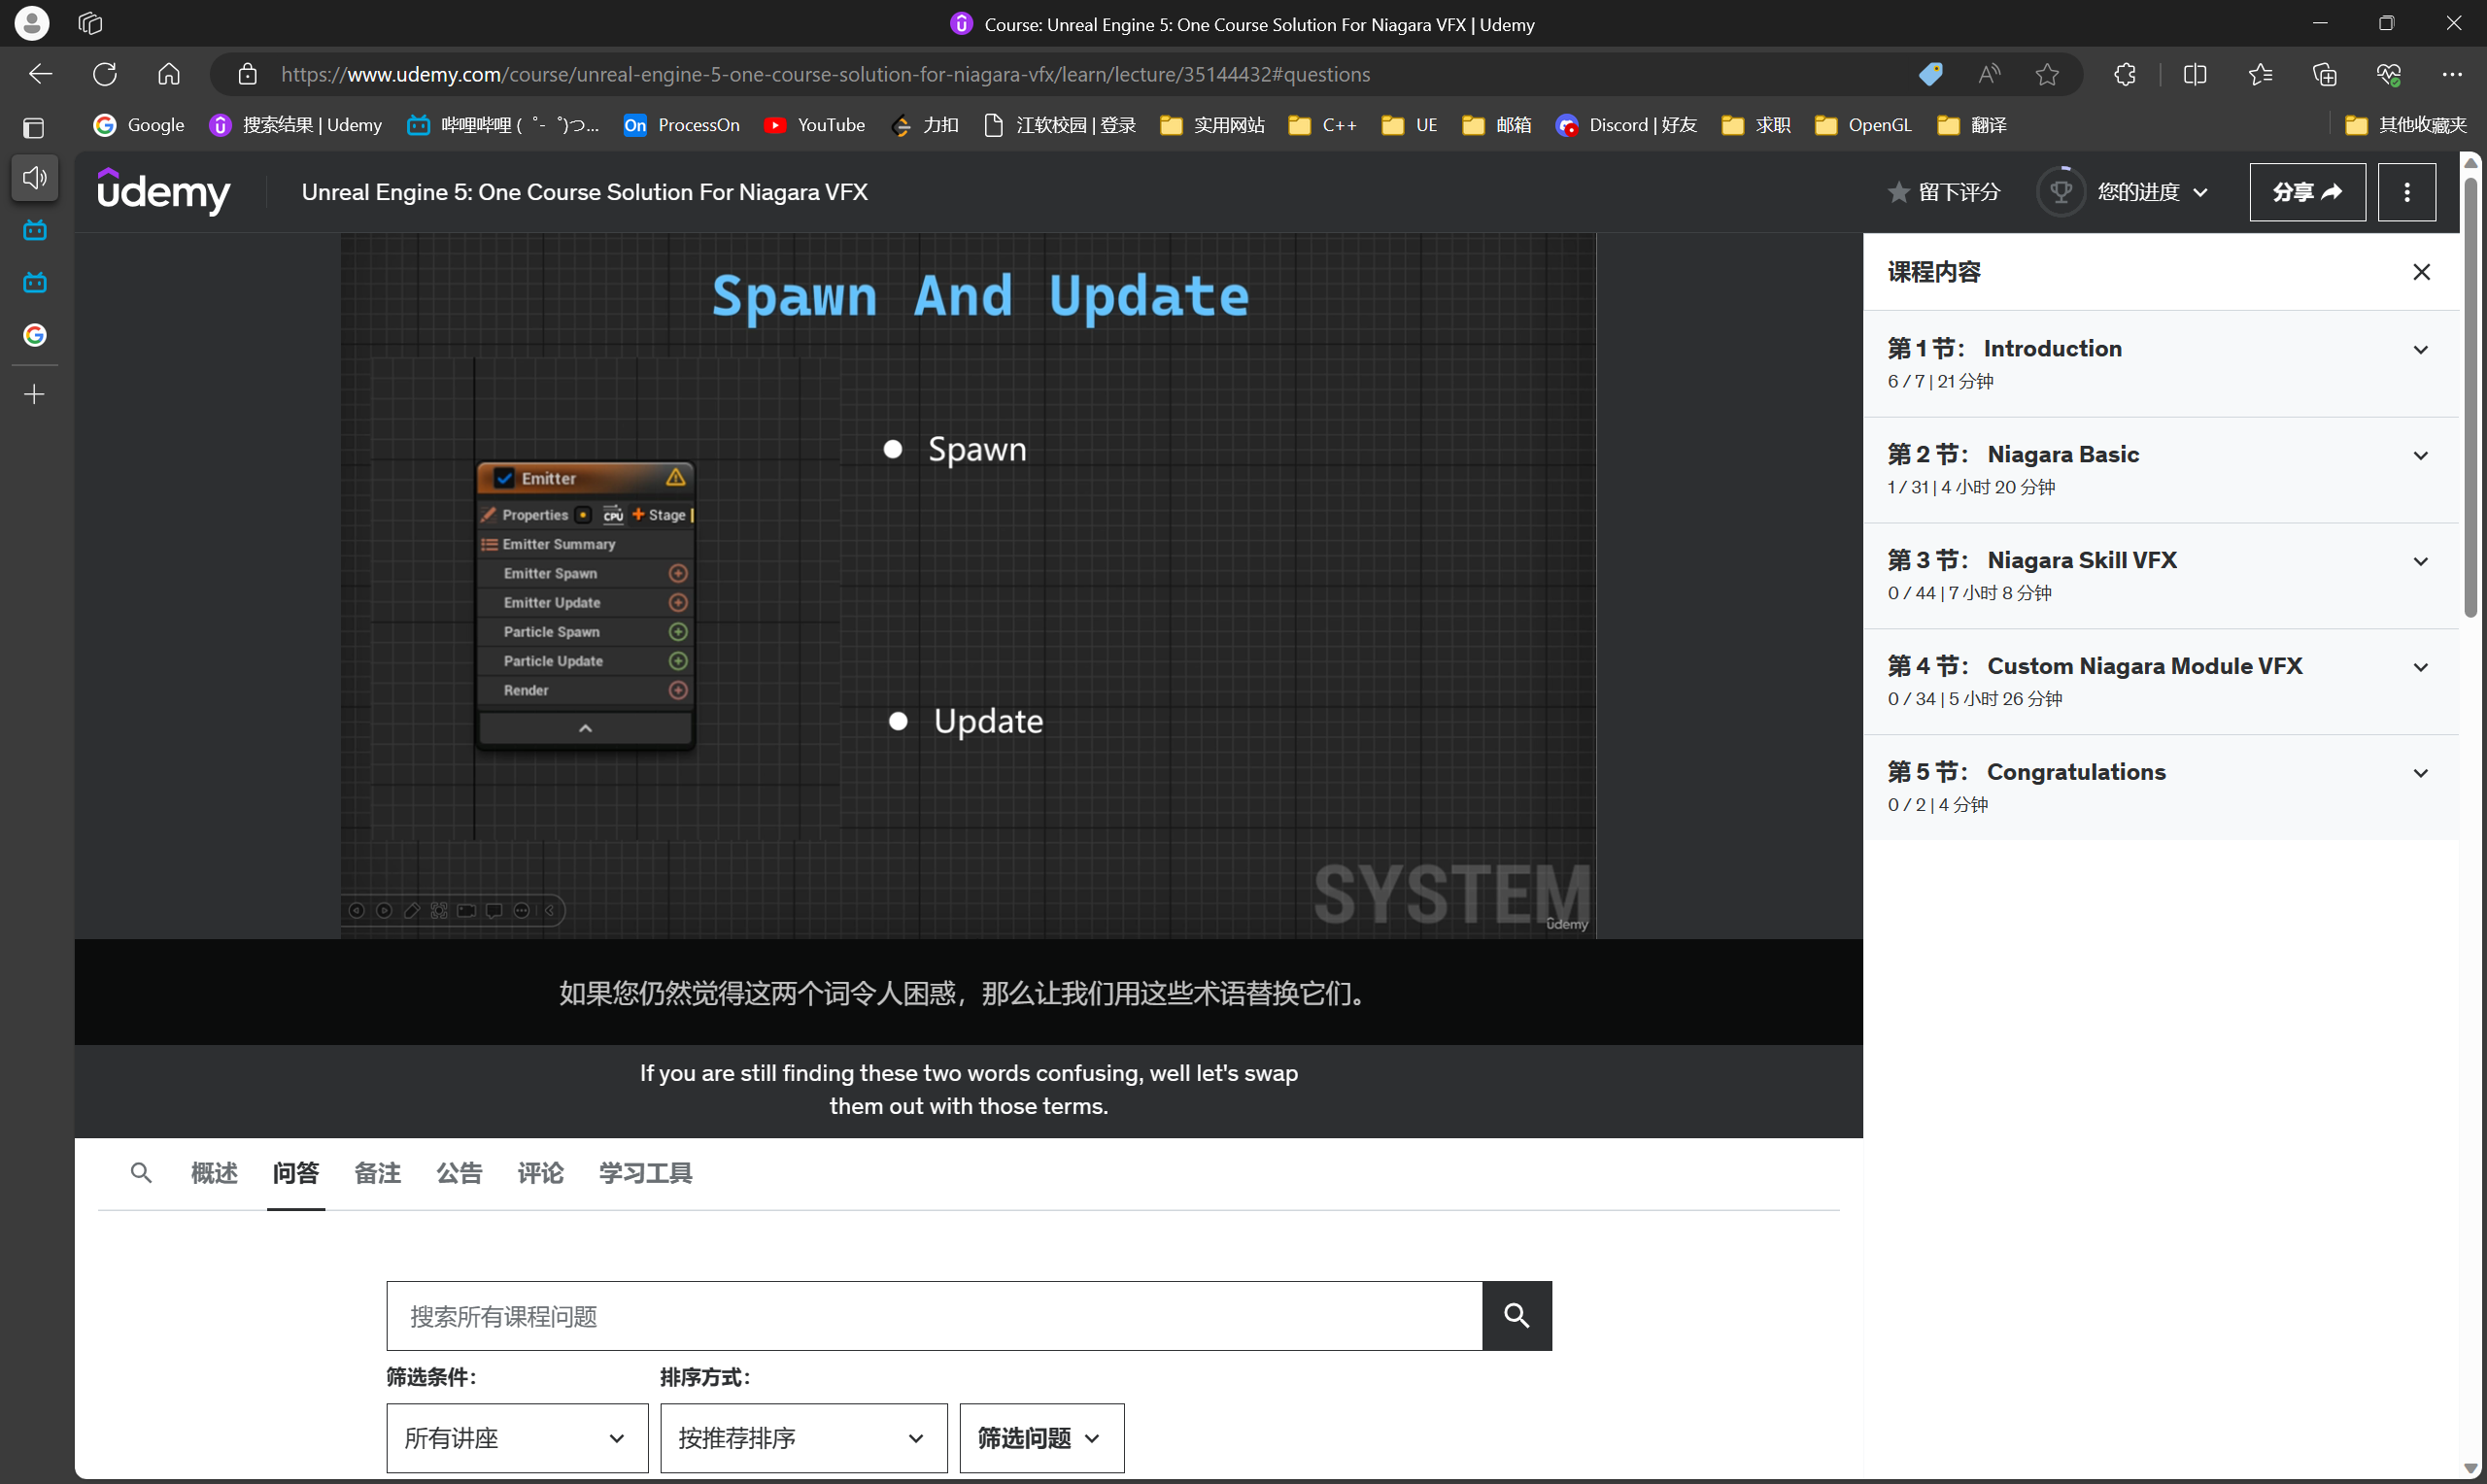 Course: Unreal Engine 5: One Course Solution For Niagara VFX | Udemy
https://www.udemy.com/course/unreal-engine-5-one-course-solution-for-niagara-vfx/learn/lecture/35144432#questions
Google
搜索结果 | Udemy
哔哩哔哩 (゜-゜)つ...
On ProcessOn
YouTube
力扣
江软校园 | 登录
实用网站
C++
UE
邮箱
Discord | 好友
求职
OpenGL
翻译
其他收藏夹
udemy
Unreal Engine 5: One Course Solution For Niagara VFX
留下评分
您的进度
分享
Spawn And Update
Emitter
Properties CPU Stage
Emitter Summary
Emitter Spawn
Emitter Update
Particle Spawn
Particle Update
Render
● Spawn
● Update
SYSTEM
udemy
如果您仍然觉得这两个词令人困惑，那么让我们用这些术语替换它们。
If you are still finding these two words confusing, well let's swap
them out with those terms.
课程内容
第 1 节： Introduction
6 / 7 | 21 分钟
第 2 节： Niagara Basic
1 / 31 | 4 小时 20 分钟
第 3 节： Niagara Skill VFX
0 / 44 | 7 小时 8 分钟
第 4 节： Custom Niagara Module VFX
0 / 34 | 5 小时 26 分钟
第 5 节： Congratulations
0 / 2 | 4 分钟
概述
问答
备注
公告
评论
学习工具
搜索所有课程问题
筛选条件：
排序方式：
所有讲座
按推荐排序
筛选问题